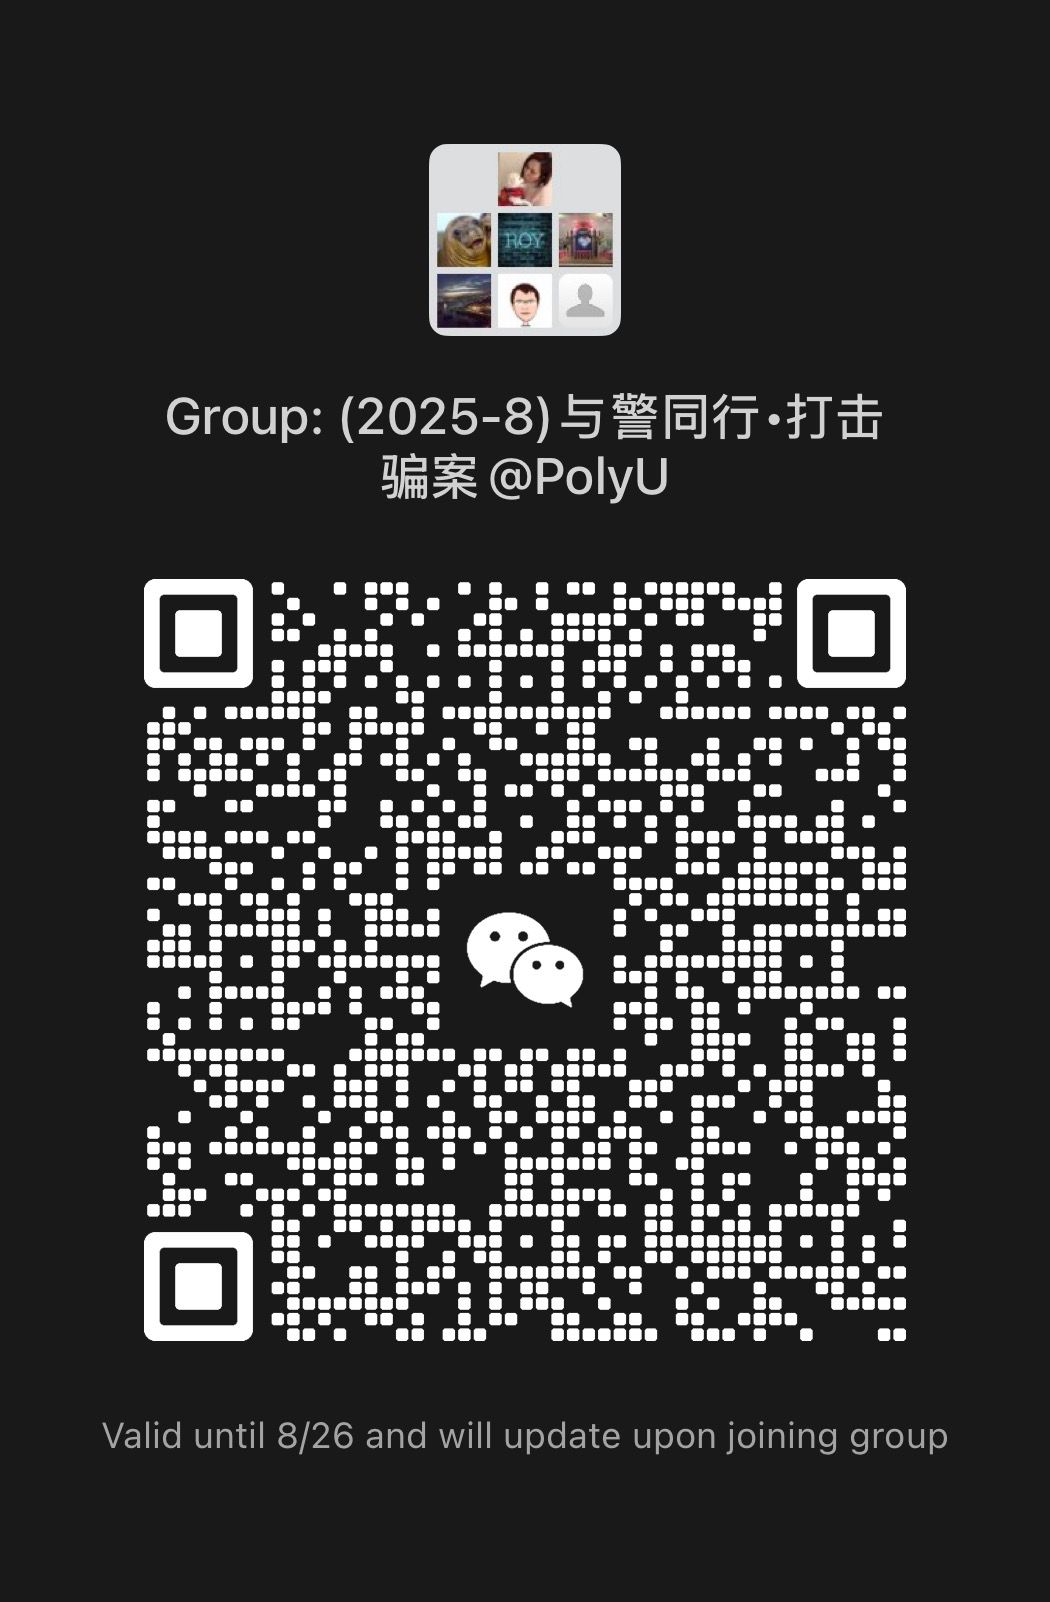 ROY
Group: (2025-8)与警同行·打击
骗案@PolyU
Valid until 8/26 and will update upon joining group